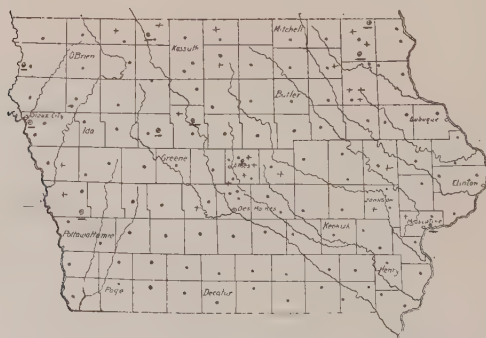 Mitchell
Kossuth
O'Brien
Butler
Sioux City
Dubuque
Ida
Greene
Ames
Clinton
Johnson
Des Moines
Muscatine
Keokuk
Pottawattamie
Henry
Page
Decatur